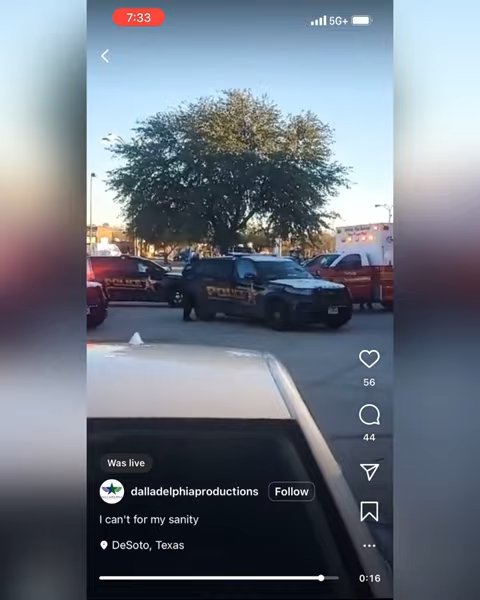 7:33
5G+
POLICE
POLICE
56
44
Was live
dalladelphiaproductions
Follow
I can't for my sanity
DeSoto, Texas
0:16